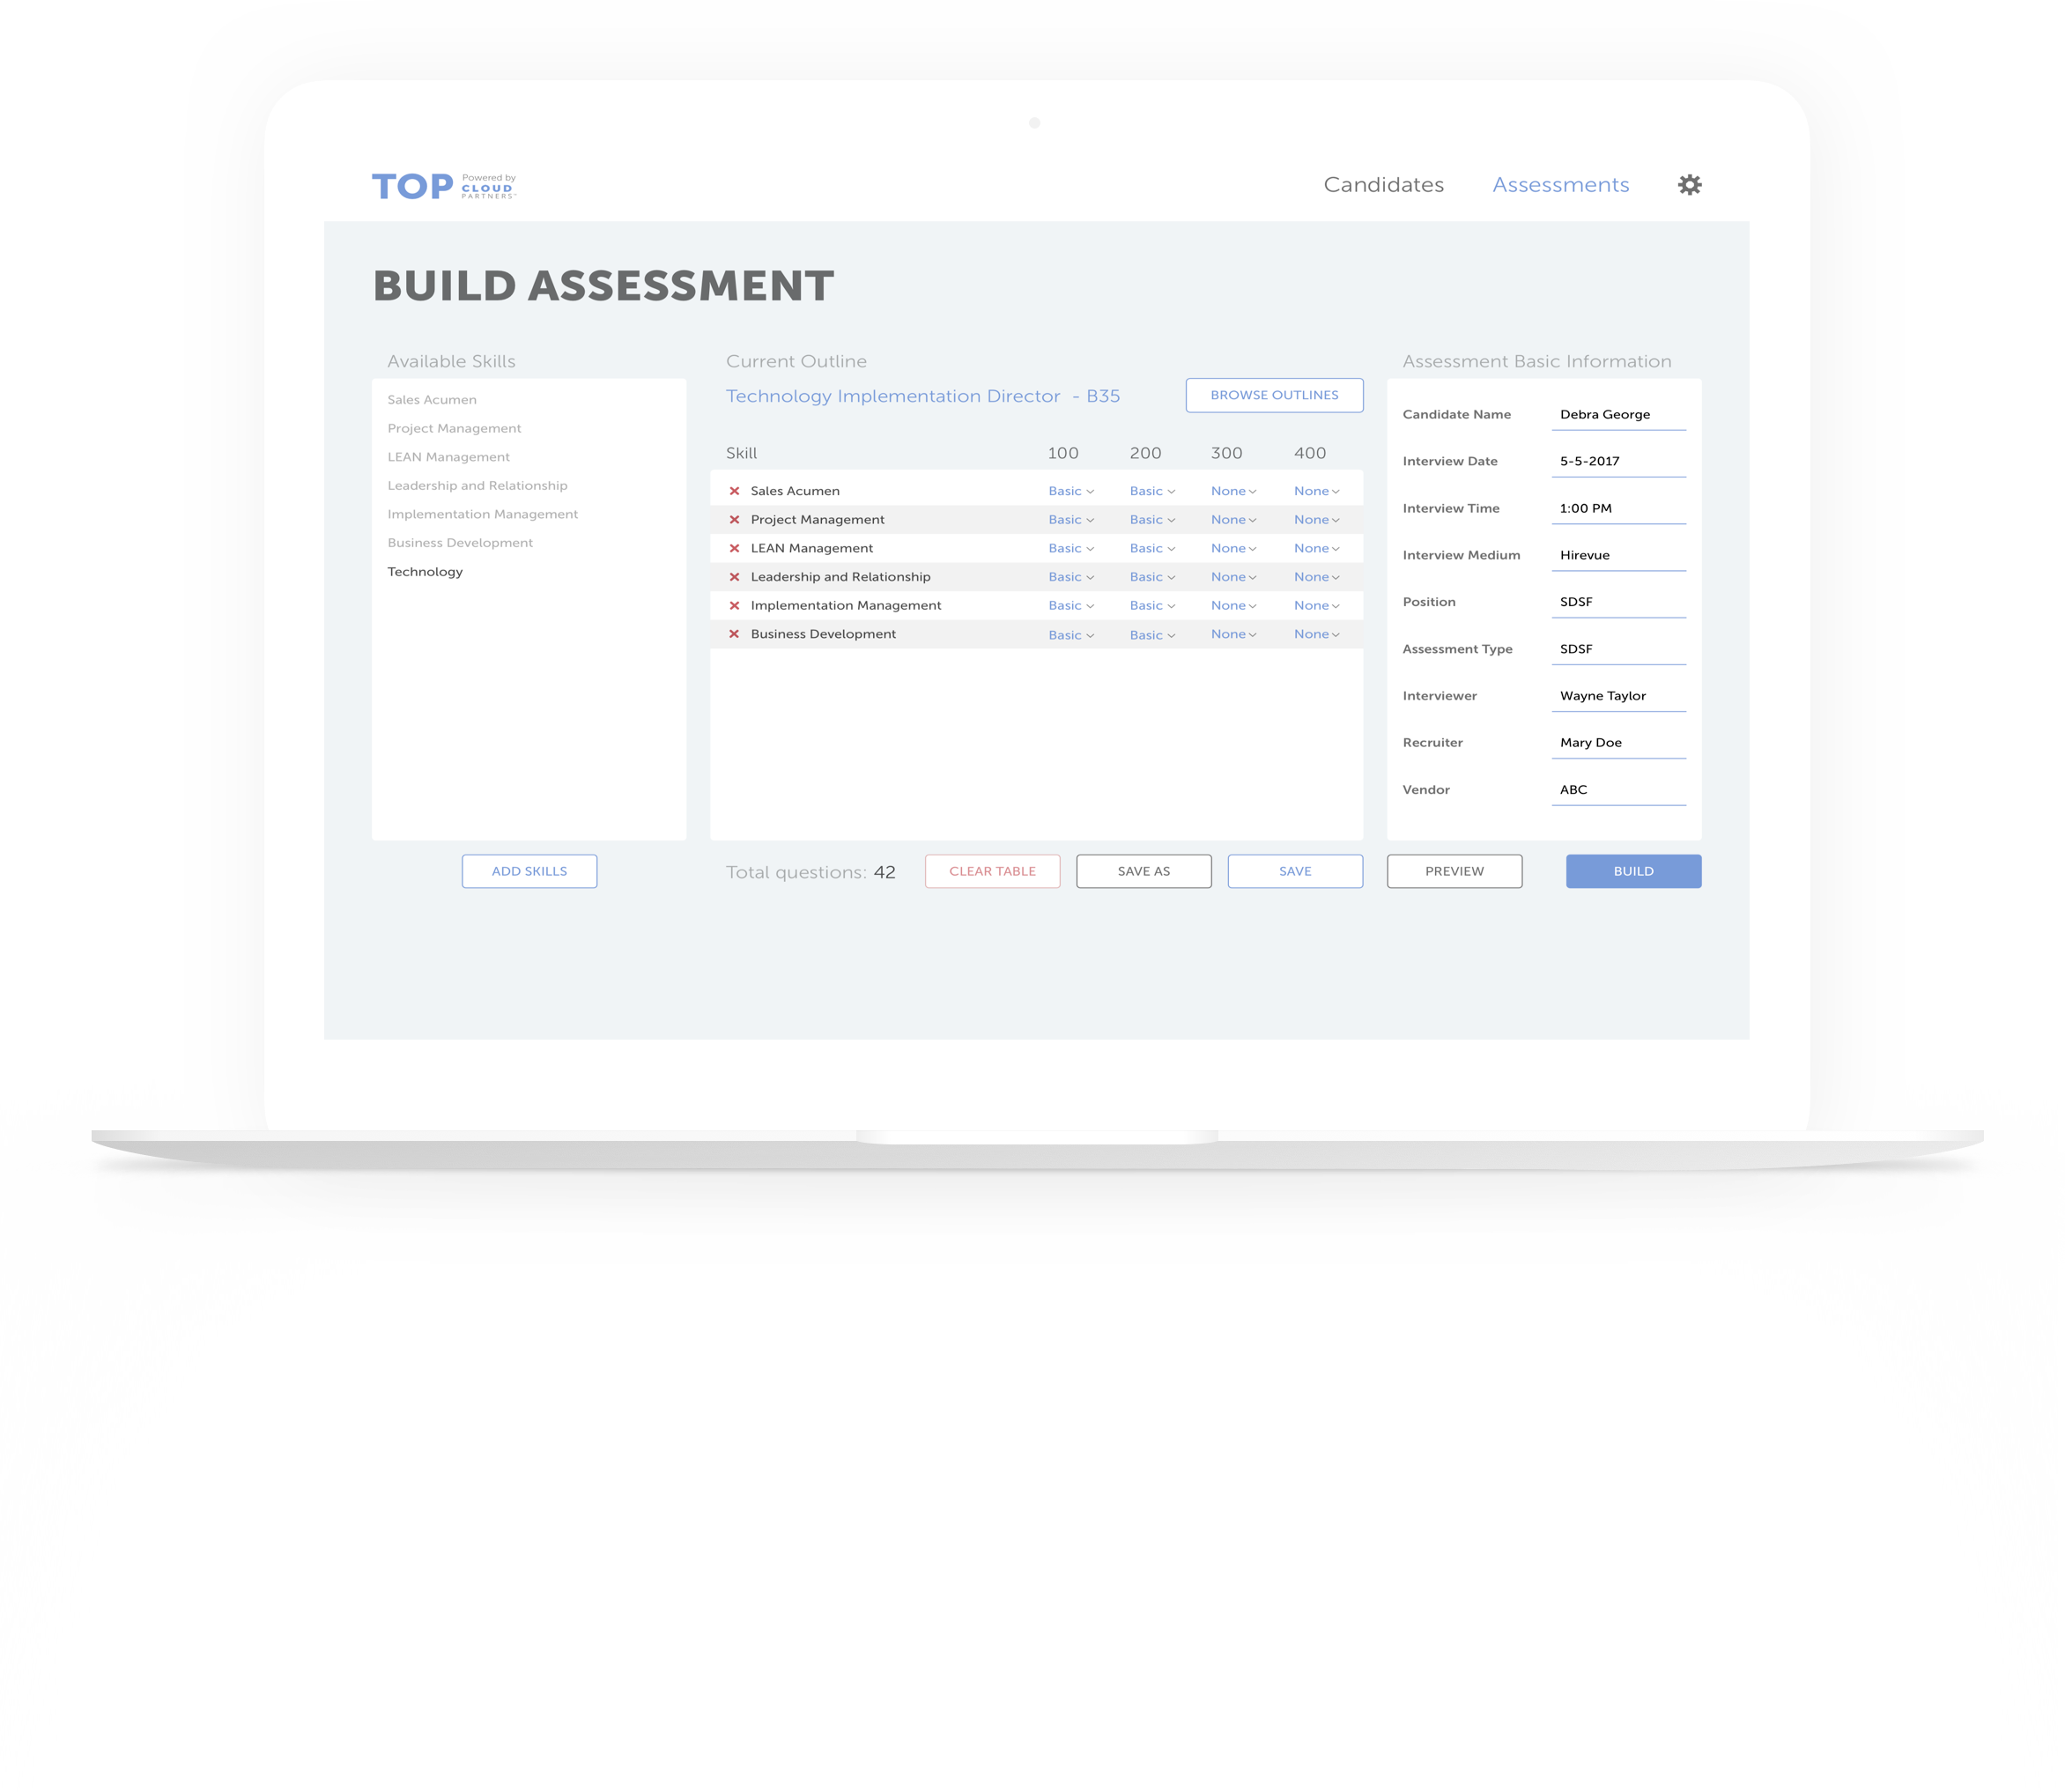 TOP Powered by
CLOUD
PARTNERS™
Candidates Assessments
BUILD ASSESSMENT
Available Skills
Sales Acumen
Project Management
LEAN Management
Leadership and Relationship
Implementation Management
Business Development
Technology
ADD SKILLS
Current Outline
Technology Implementation Director - B35
BROWSE OUTLINES
Skill 100 200 300 400
Sales Acumen Basic Basic None None
Project Management Basic Basic None None
LEAN Management Basic Basic None None
Leadership and Relationship Basic Basic None None
Implementation Management Basic Basic None None
Business Development Basic Basic None None
Total questions: 42
CLEAR TABLE
SAVE AS
SAVE
Assessment Basic Information
Candidate Name Debra George
Interview Date 5-5-2017
Interview Time 1:00 PM
Interview Medium Hirevue
Position SDSF
Assessment Type SDSF
Interviewer Wayne Taylor
Recruiter Mary Doe
Vendor ABC
PREVIEW
BUILD